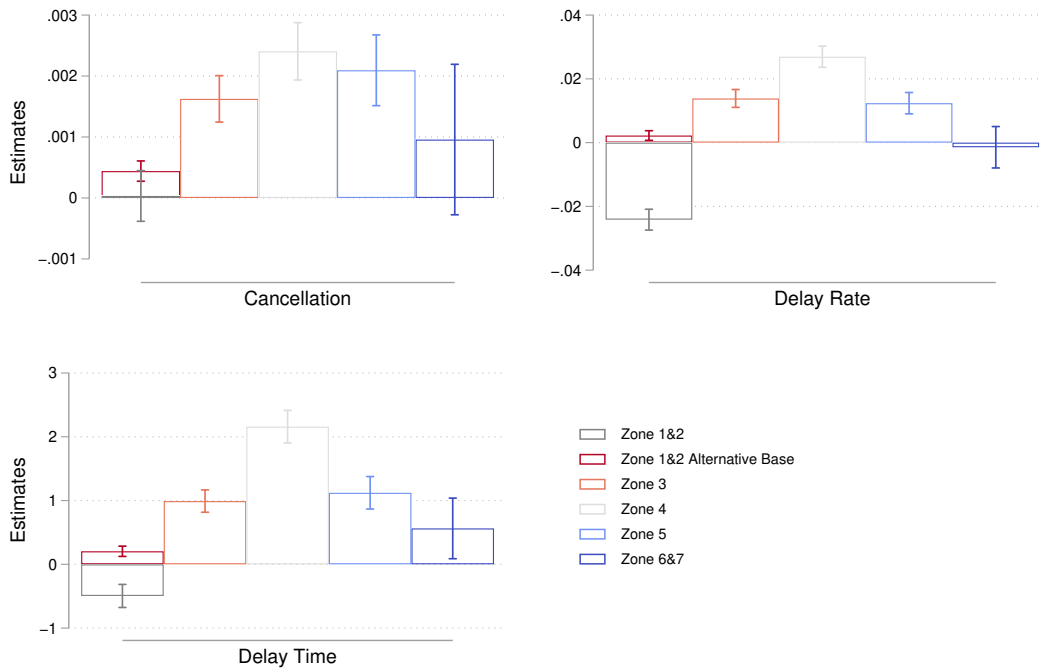 .003
.002
.001
0
−.001
Estimates
Cancellation
.04
.02
0
−.02
−.04
Delay Rate
3
2
1
0
−1
Estimates
Delay Time
Zone 1&2
Zone 1&2 Alternative Base
Zone 3
Zone 4
Zone 5
Zone 6&7